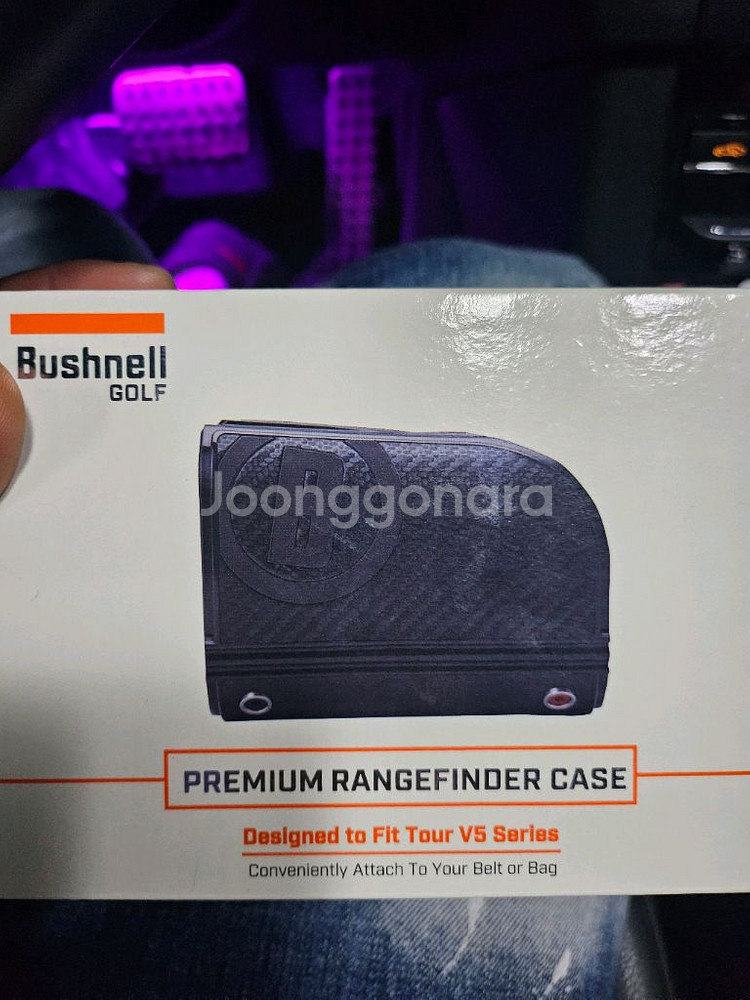 Bushnell
GOLF
B
Joonggonara
PREMIUM RANGEFINDER CASE
Designed to Fit Tour V5 Series
Conveniently Attach To Your Belt or Bag